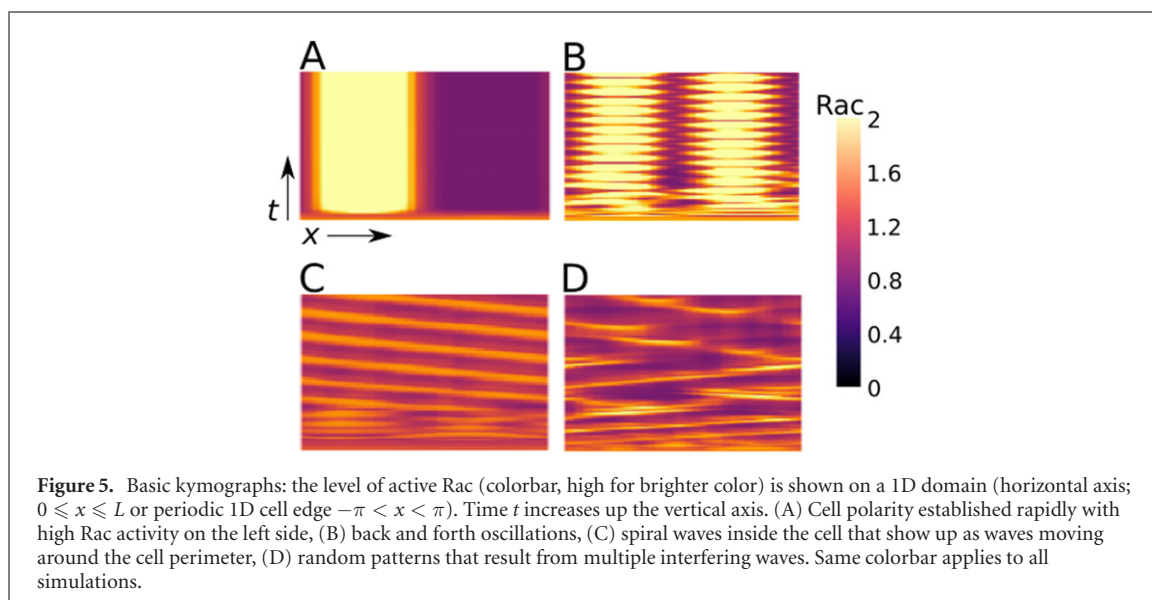 A
B
Rac
2
1.6
1.2
0.8
0.4
0
t
x
C
D
Figure 5. Basic kymographs: the level of active Rac (colorbar, high for brighter color) is shown on a 1D domain (horizontal axis;
0 ⩽ x ⩽ L or periodic 1D cell edge −π < x < π). Time t increases up the vertical axis. (A) Cell polarity established rapidly with
high Rac activity on the left side, (B) back and forth oscillations, (C) spiral waves inside the cell that show up as waves moving
around the cell perimeter, (D) random patterns that result from multiple interfering waves. Same colorbar applies to all
simulations.